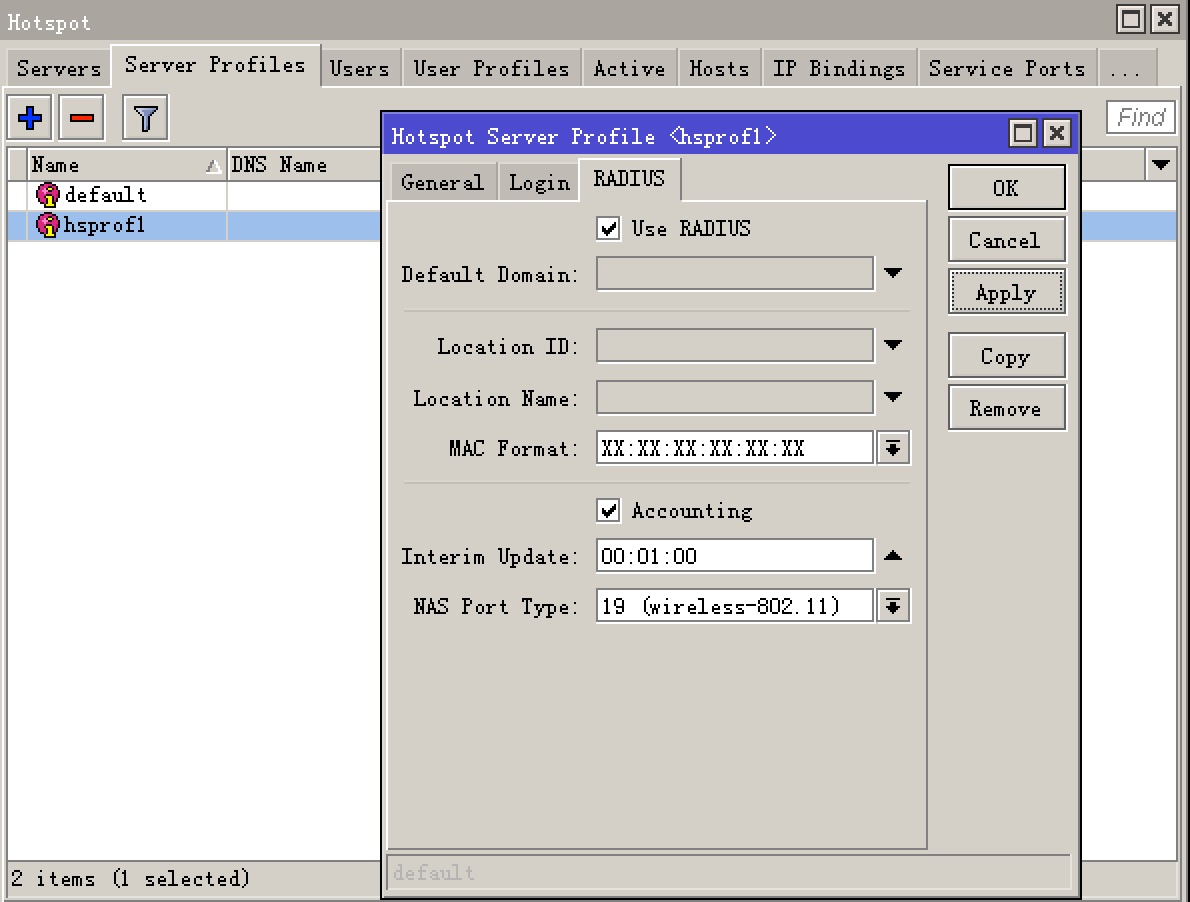 Hotspot
Servers Server Profiles Users User Profiles Active Hosts IP Bindings Service Ports ...
Find
Name DNS Name
default
hsprof1
2 items (1 selected)
Hotspot Server Profile <hsprof1>
General Login RADIUS
Use RADIUS
Default Domain:
Location ID:
Location Name:
MAC Format: XX:XX:XX:XX:XX:XX
Accounting
Interim Update: 00:01:00
NAS Port Type: 19 (wireless-802.11)
OK
Cancel
Apply
Copy
Remove
default